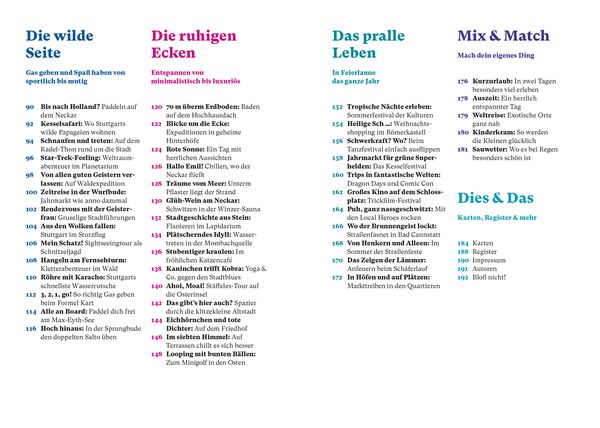 Die wilde
Seite
Gas geben und Spaß haben von
sportlich bis mutig
90 Bis nach Holland? Paddeln auf
dem Neckar
92 Kesselsafari: Wo Stuttgarts
wilde Papageien wohnen
94 Schnaufen und treten: Auf dem
Radel-Thon rund um die Stadt
96 Star-Trek-Feeling: Weltraum-
abenteuer im Planetarium
98 Von allen guten Geistern ver-
lassen: Auf Waldexpedition
100 Zeitreise in der Wurlbude:
Jahrmarkt wie anno dazumal
102 Rendezvous mit der Geister-
frau: Gruselige Stadtführungen
104 Aus den Wolken fallen:
Stuttgart im Sturzflug
106 Mein Schatz! Sightseeingtour als
Schnitzeljagd
108 Hangeln am Fernsehturm:
Kletterabenteuer im Wald
110 Röhre mit Karacho: Stuttgarts
schnellste Wasserrutsche
112 3, 2, 1, go! So richtig Gas geben
beim Formel Kart
114 Alle an Board: Paddel dich frei
am Max-Eyth-See
116 Hoch hinaus: In der Sprungbude
den doppelten Salto üben
Die ruhigen
Ecken
Entspannen von
minimalistisch bis luxuriös
120 70 m überm Erdboden: Baden
auf dem Hochhausdach
122 Blicke um die Ecke:
Expeditionen in geheime
Hinterhöfe
124 Rote Sonne: Ein Tag mit
herrlichen Aussichten
126 Hallo Emil! Chillen, wo der
Neckar fließt
128 Träume vom Meer: Unterm
Pflaster liegt der Strand
130 Glüh-Wein am Neckar:
Schwitzen in der Winzer-Sauna
132 Stadtgeschichte aus Stein:
Flanieren im Lapidarium
134 Plätscherndes Idyll: Wasser-
treten in der Mombachquelle
136 Stubentiger kraulen: Im
fröhlichen Katzencafé
138 Kaninchen trifft Kobra: Yoga &
Co. gegen den Stadtblues
140 Ahoi, Moai! Stäffeles-Tour auf
die Osterinsel
142 Das gibt's hier auch? Spazier
durch die klitzekleine Altstadt
144 Eichhörnchen und tote
Dichter: Auf dem Friedhof
146 Im siebten Himmel: Auf
Terrassen chillt es sich besser
148 Looping mit bunten Bällen:
Zum Minigolf in den Osten
Das pralle
Leben
In Feierlaune
das ganze Jahr
152 Tropische Nächte erleben:
Sommerfestival der Kulturen
154 Heilige Sch ...: Weihnachts-
shopping im Römerkastell
156 Schwerkraft? Wo? Beim
Tanzfestival einfach ausflippen
158 Jahrmarkt für grüne Super-
helden: Das Kesselfestival
160 Trips in fantastische Welten:
Dragon Days und Comic Con
162 Großes Kino auf dem Schloss-
platz: Trickfilm-Festival
164 Puh, ganz nassgeschwitzt: Mit
den Local Heroes rocken
166 Wo der Brunnengeist lockt:
Straßenfasnet in Bad Cannstatt
168 Von Henkern und Alleen: Im
Sommer der Straßenfeste
170 Das Zeigen der Lämmer:
Anfeuern beim Schäferlauf
172 In Höfen und auf Plätzen:
Markttreiben in den Quartieren
Mix & Match
Mach dein eigenes Ding
176 Kurzurlaub: In zwei Tagen
besonders viel erleben
178 Auszeit: Ein herrlich
entspannter Tag
179 Weltreise: Exotische Orte
ganz nah
180 Kinderkram: So werden
die Kleinen glücklich
181 Sauwetter: Wo es bei Regen
besonders schön ist
Dies & Das
Karten, Register & mehr
184 Karten
188 Register
190 Impressum
191 Autoren
192 Bloß nicht!